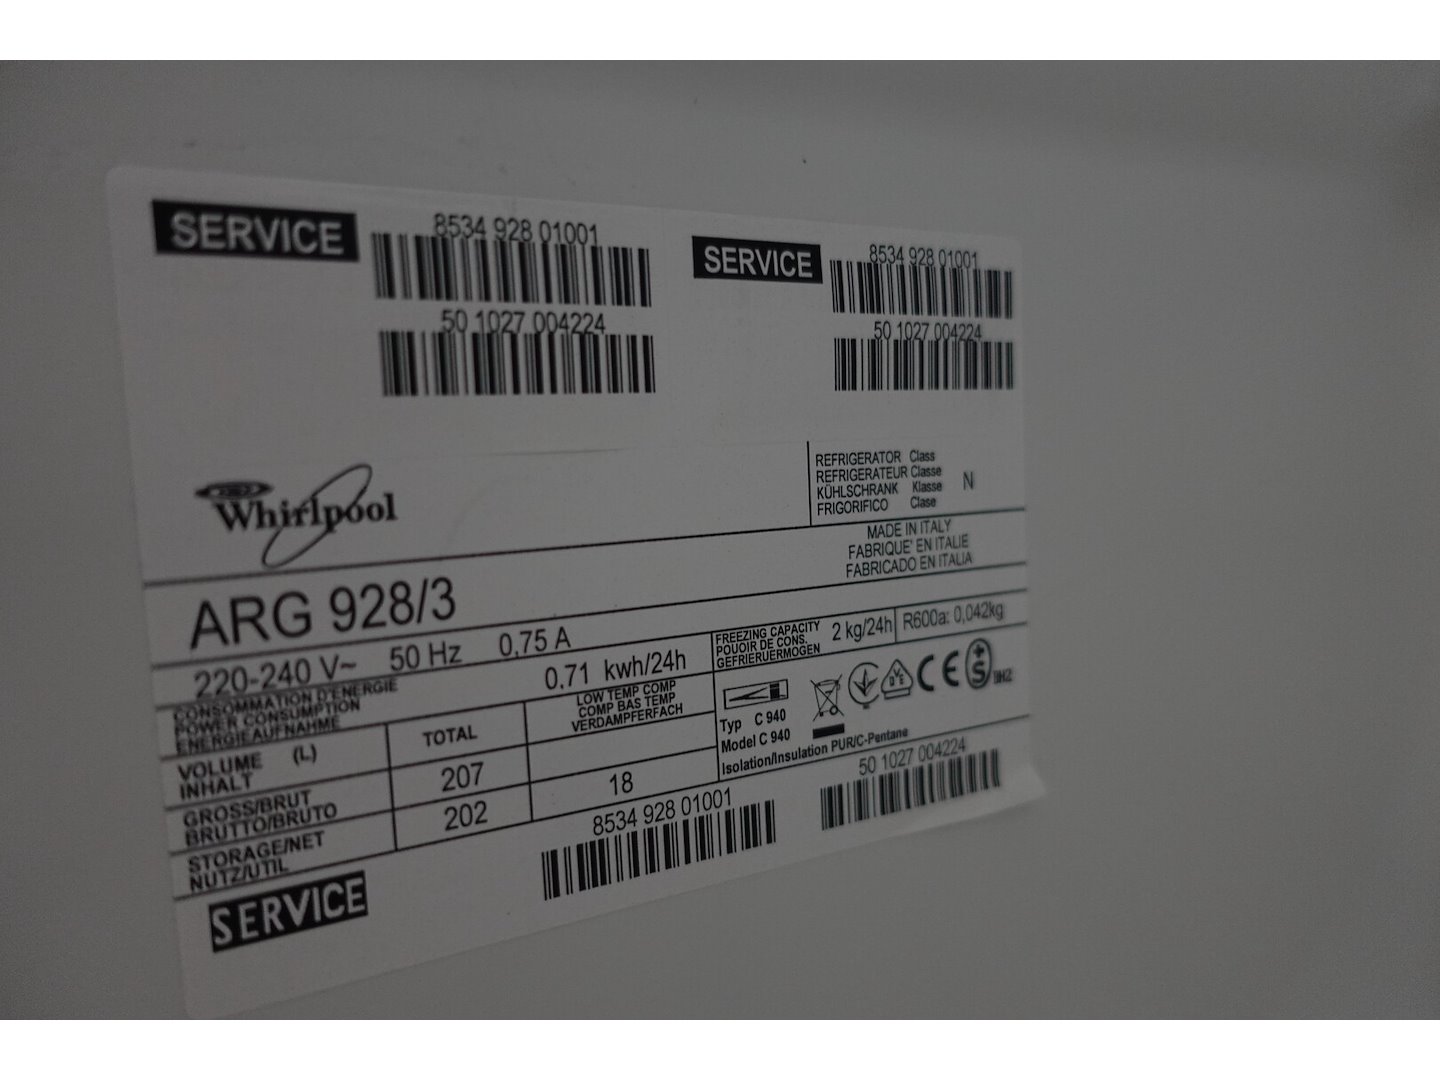 SERVICE
8534 928 01001
50 1027 004224
SERVICE
8534 928 01001
50 1027 004224
Whirlpool
REFRIGERATOR Class
REFRIGERATEUR Classe
KÜHLSCHRANK Klasse
FRIGORIFICO Clase
N
MADE IN ITALY
FABRIQUE' EN ITALIE
FABRICADO EN ITALIA
ARG 928/3
220-240 V~ 50 Hz 0,75 A
CONSOMMATION D'ENERGIE
POWER CONSUMPTION
ENERGIEAUFNAHME
0,71 kwh/24h
FREEZING CAPACITY
POUOIR DE CONS.
GEFRIERUERMOGEN
2 kg/24h
R600a: 0,042kg
VOLUME (L)
INHALT
TOTAL
LOW TEMP COMP
COMP BAS TEMP
VERDAMPFERFACH
GROSS/BRUT
BRUTTO/BRUTO
207
STORAGE/NET
NUTZ/UTIL
202
18
Typ C 940
Model C 940
DVE
CE
S
Isolation/Insulation PUR/C-Pentane
SERVICE
8534 928 01001
50 1027 004224